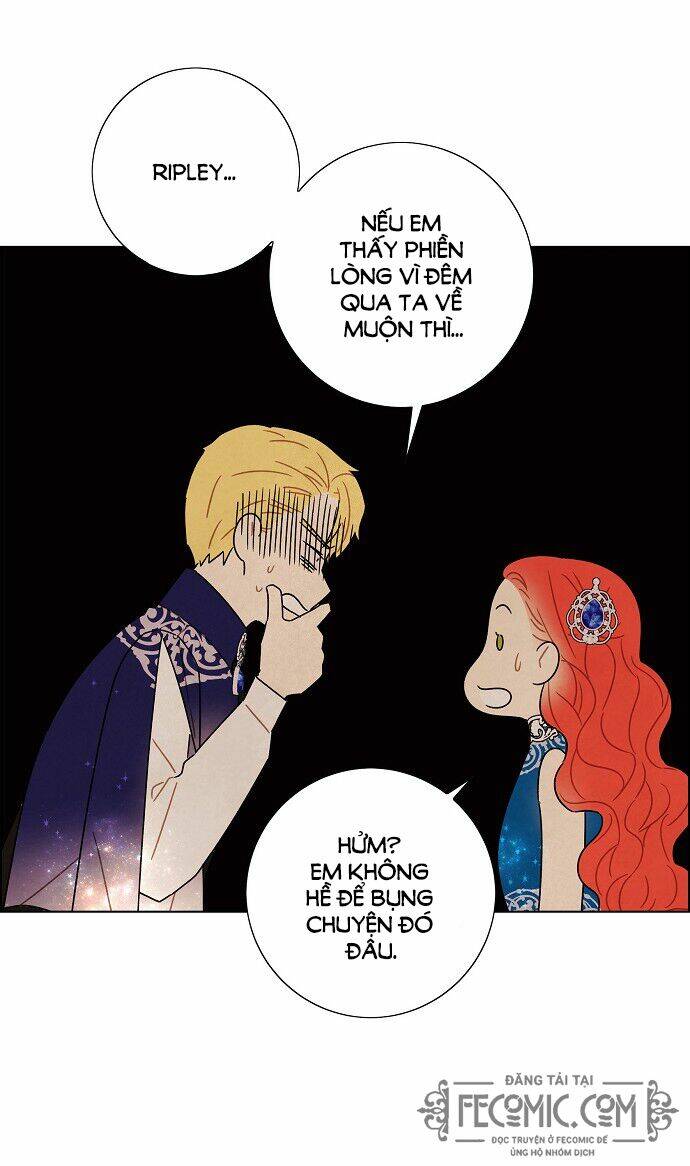 RIPLEY...
NẾU EM
THẤY PHIỀN
LÒNG VÌ ĐÊM
QUA TA VỀ
MUỘN THÌ...
HỬM?
EM KHÔNG
HỀ ĐỂ BỤNG
CHUYỆN ĐÓ
ĐÂU.
ĐĂNG TẢI TẠI
FECOMIC.COM
ĐỌC TRUYỆN Ở FECOMIC ĐỂ
ỦNG HỘ NHÓM DỊCH